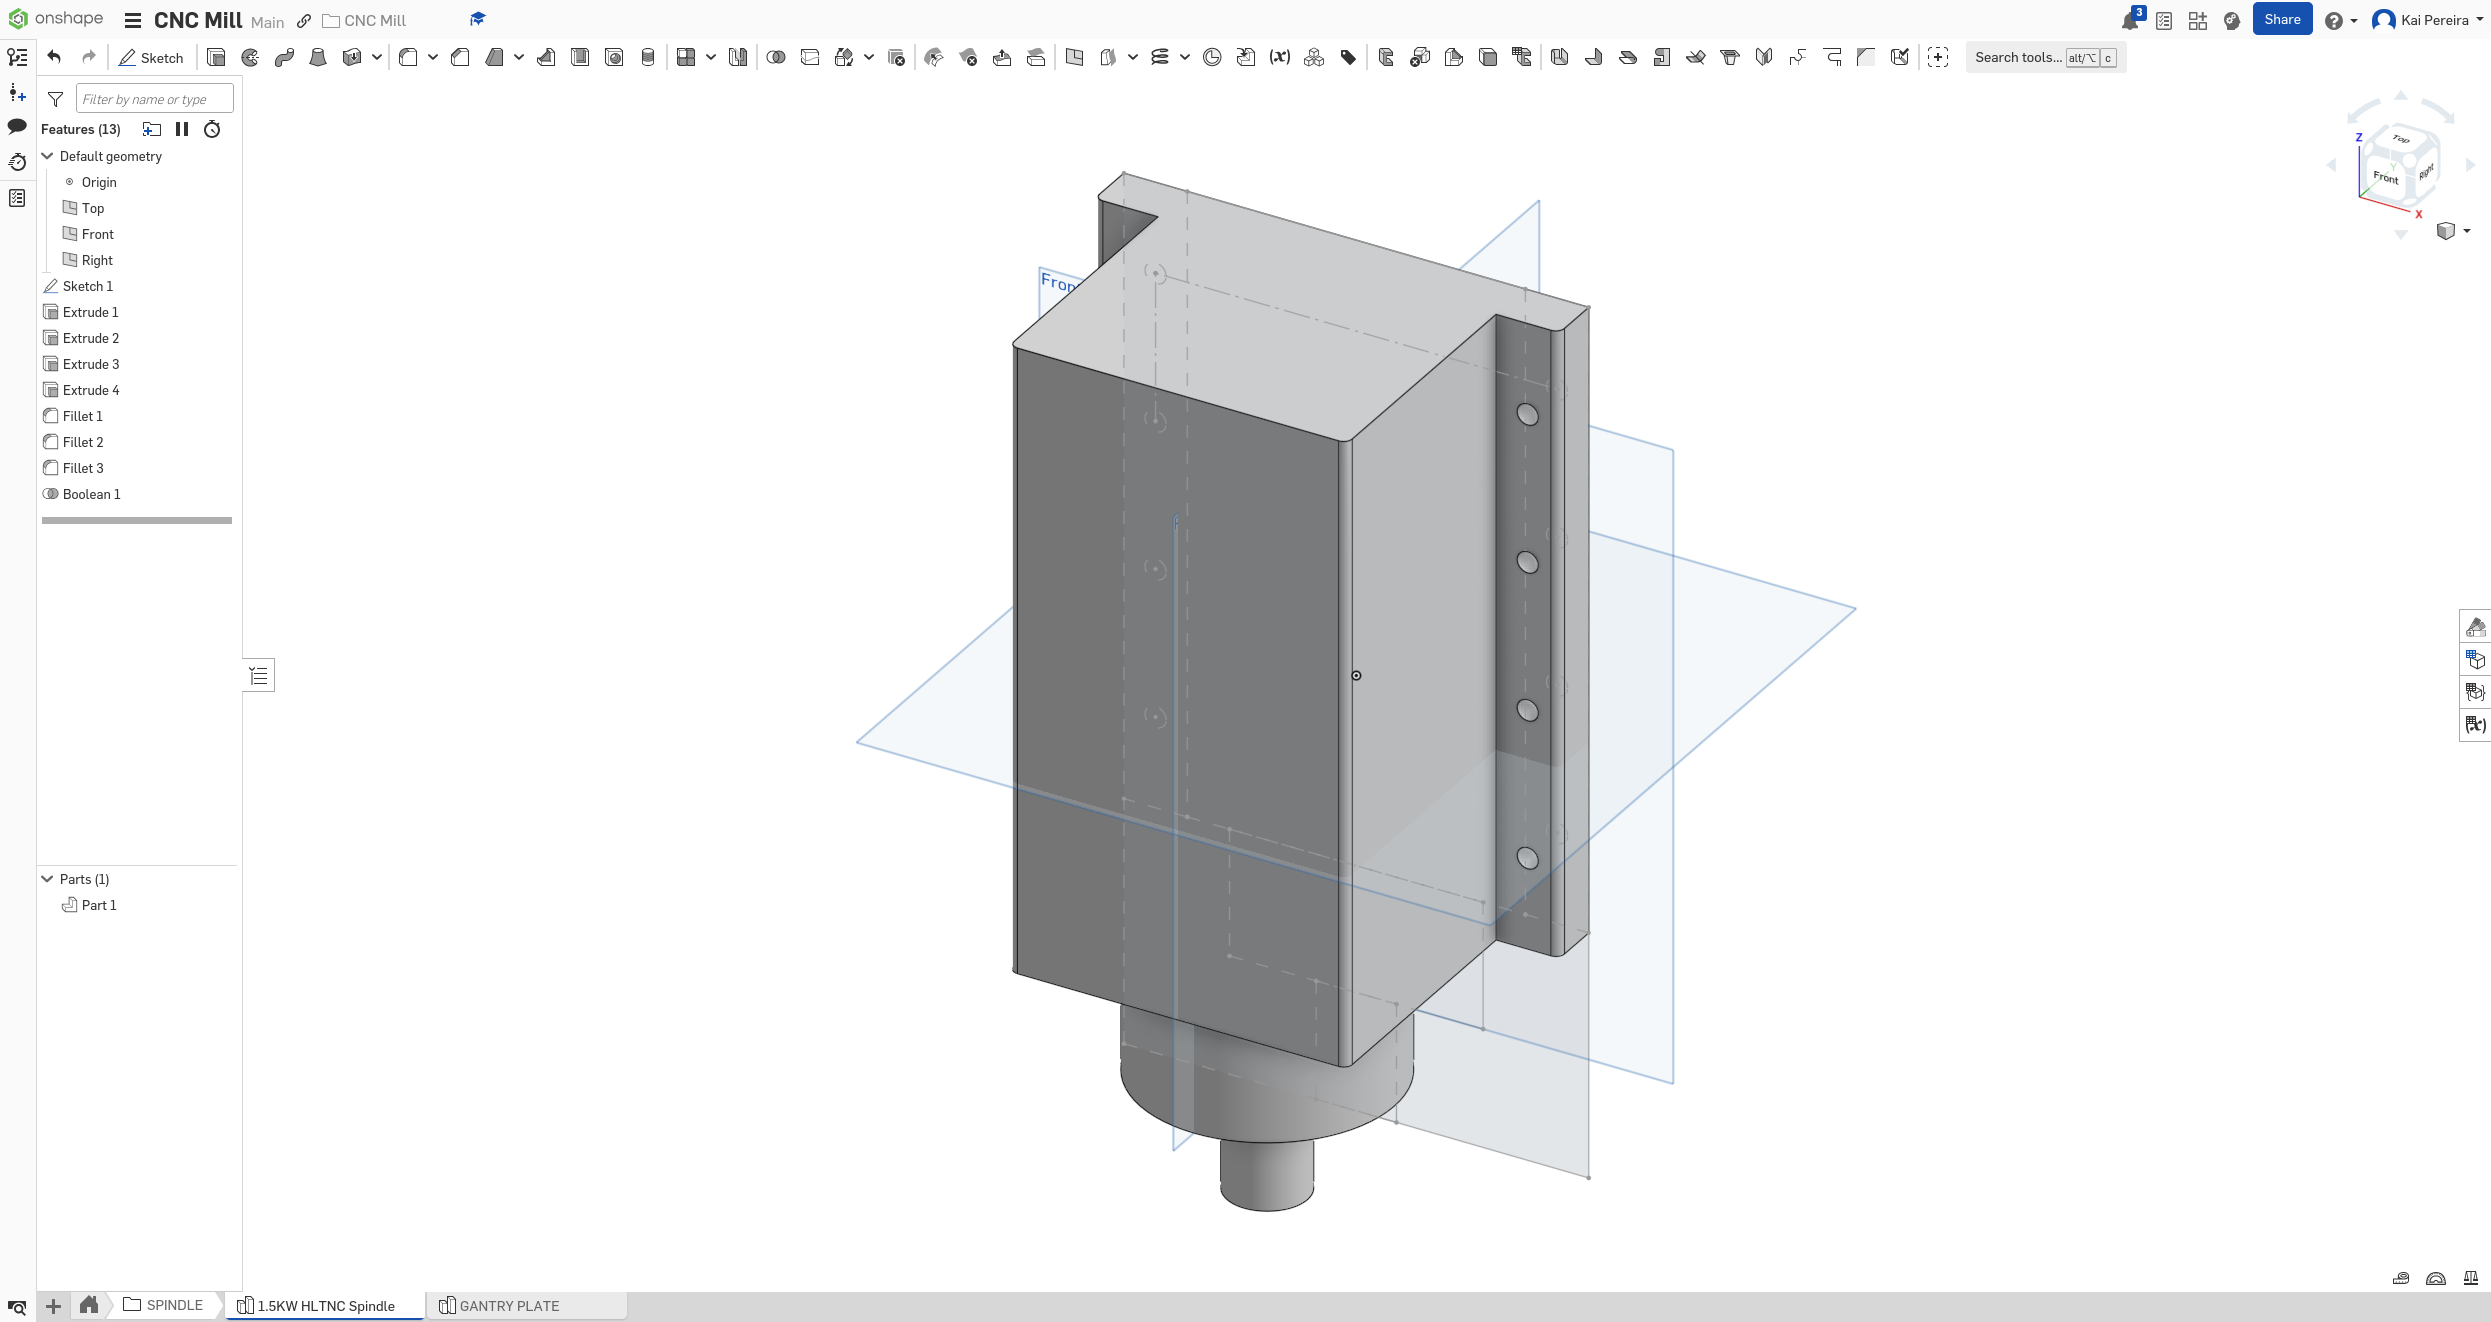 onshape CNC Mill Main CNC Mill 3 Share Kai Pereira
Sketch (x) Search tools... alt/⌥ c
Filter by name or type
Features (13)
Default geometry
Origin
Top
Front
Right
Sketch 1
Extrude 1
Extrude 2
Extrude 3
Extrude 4
Fillet 1
Fillet 2
Fillet 3
Boolean 1
Parts (1)
Part 1
Z
Top
Front
Right
Y
X
(x)
SPINDLE 1.5KW HLTNC Spindle GANTRY PLATE